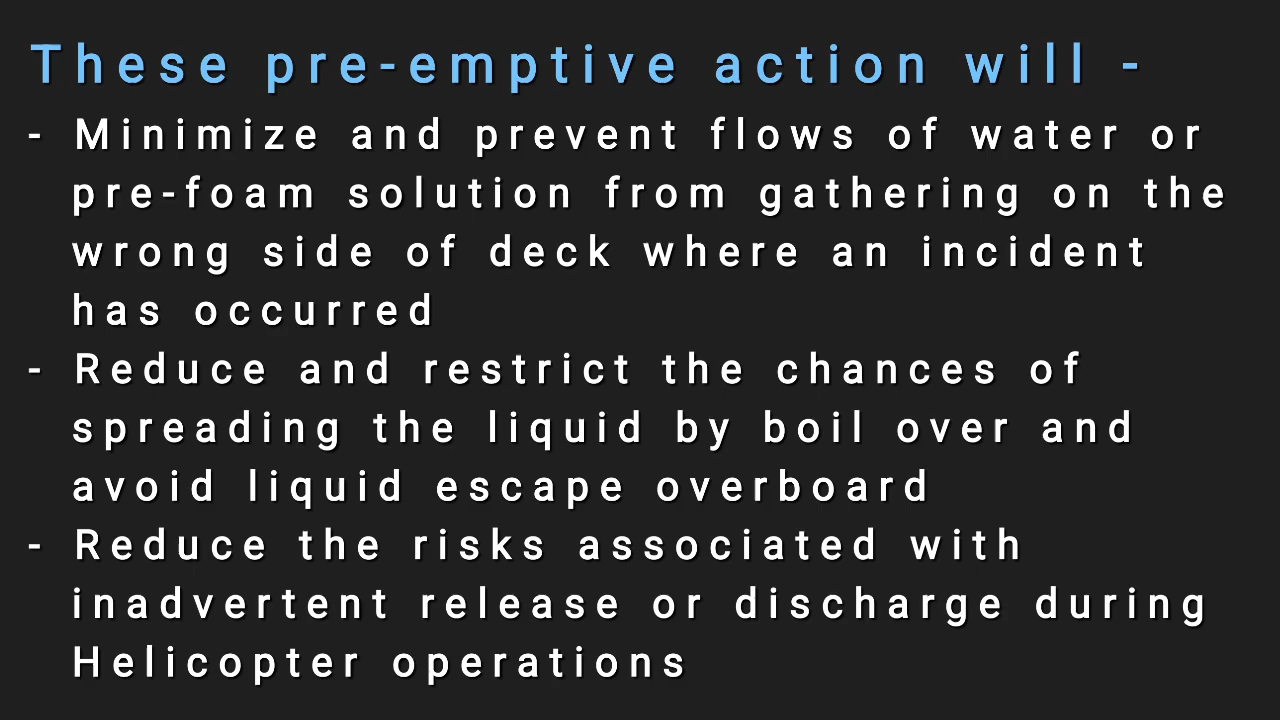 These pre-emptive action will -
- Minimize and prevent flows of water or
pre-foam solution from gathering on the
wrong side of deck where an incident
has occurred
- Reduce and restrict the chances of
spreading the liquid by boil over and
avoid liquid escape overboard
- Reduce the risks associated with
inadvertent release or discharge during
Helicopter operations